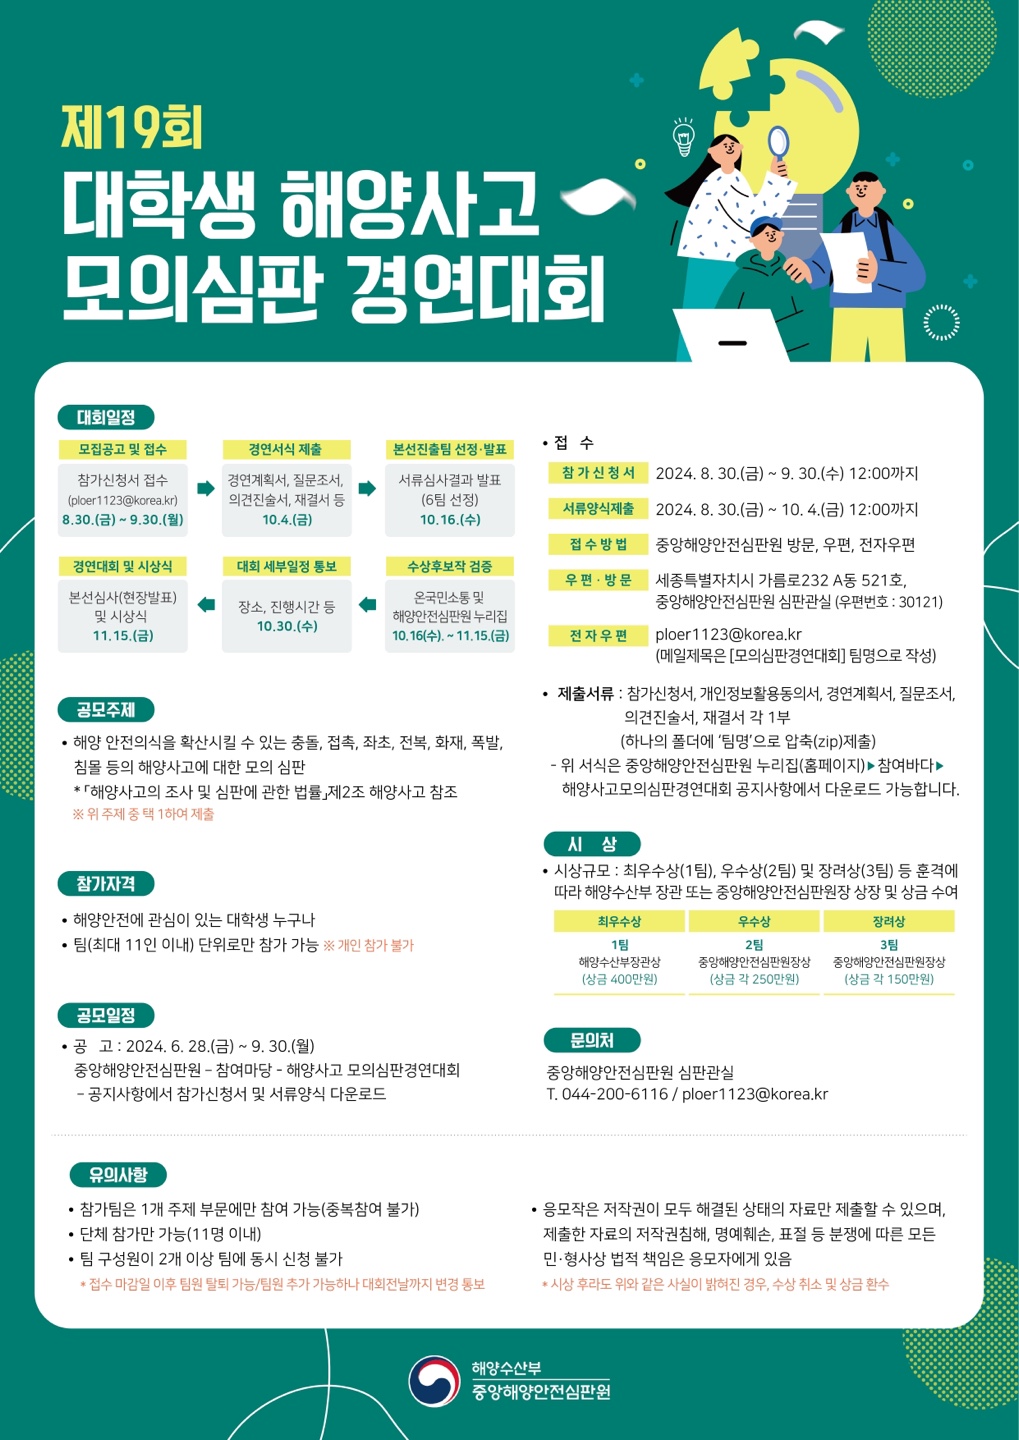 제19회
대학생 해양사고
모의심판 경연대회
대회일정
모집공고 및 접수
참가신청서 접수
(ploer1123@korea.kr)
8.30.(금) ~ 9.30.(월)
경연서식 제출
경연계획서, 질문조서,
의견진술서, 재결서 등
10.4.(금)
본선진출팀 선정·발표
서류심사결과 발표
(6팀 선정)
10.16.(수)
경연대회 및 시상식
본선심사(현장발표)
및 시상식
11.15.(금)
대회 세부일정 통보
장소, 진행시간 등
10.30.(수)
수상후보작 검증
온국민소통 및
해양안전심판원 누리집
10.16(수). ~ 11.15.(금)
공모주제
• 해양 안전의식을 확산시킬 수 있는 충돌, 접촉, 좌초, 전복, 화재, 폭발,
침몰 등의 해양사고에 대한 모의 심판
* 「해양사고의 조사 및 심판에 관한 법률」제2조 해양사고 참조
※ 위 주제 중 택 1하여 제출
참가자격
• 해양안전에 관심이 있는 대학생 누구나
• 팀(최대 11인 이내) 단위로만 참가 가능 ※ 개인 참가 불가
공모일정
• 공 고 : 2024. 6. 28.(금) ~ 9. 30.(월)
중앙해양안전심판원 – 참여마당 - 해양사고 모의심판경연대회
– 공지사항에서 참가신청서 및 서류양식 다운로드
• 접 수
참가신청서 2024. 8. 30.(금) ~ 9. 30.(수) 12:00까지
서류양식제출 2024. 8. 30.(금) ~ 10. 4.(금) 12:00까지
접수방법 중앙해양안전심판원 방문, 우편, 전자우편
우편·방문 세종특별자치시 가름로232 A동 521호,
중앙해양안전심판원 심판관실 (우편번호 : 30121)
전자우편 ploer1123@korea.kr
(메일제목은 [모의심판경연대회] 팀명으로 작성)
• 제출서류 : 참가신청서, 개인정보활용동의서, 경연계획서, 질문조서,
의견진술서, 재결서 각 1부
(하나의 폴더에 ‘팀명’으로 압축(zip)제출)
- 위 서식은 중앙해양안전심판원 누리집(홈페이지)▶참여바다▶
해양사고모의심판경연대회 공지사항에서 다운로드 가능합니다.
시 상
• 시상규모 : 최우수상(1팀), 우수상(2팀) 및 장려상(3팀) 등 훈격에
따라 해양수산부 장관 또는 중앙해양안전심판원장 상장 및 상금 수여
최우수상
1팀
해양수산부장관상
(상금 400만원)
우수상
2팀
중앙해양안전심판원장상
(상금 각 250만원)
장려상
3팀
중앙해양안전심판원장상
(상금 각 150만원)
문의처
중앙해양안전심판원 심판관실
T. 044-200-6116 / ploer1123@korea.kr
유의사항
• 참가팀은 1개 주제 부문에만 참여 가능(중복참여 불가)
• 단체 참가만 가능(11명 이내)
• 팀 구성원이 2개 이상 팀에 동시 신청 불가
* 접수 마감일 이후 팀원 탈퇴 가능/팀원 추가 가능하나 대회전날까지 변경 통보
• 응모작은 저작권이 모두 해결된 상태의 자료만 제출할 수 있으며,
제출한 자료의 저작권침해, 명예훼손, 표절 등 분쟁에 따른 모든
민·형사상 법적 책임은 응모자에게 있음
* 시상 후라도 위와 같은 사실이 밝혀진 경우, 수상 취소 및 상금 환수
해양수산부
중앙해양안전심판원